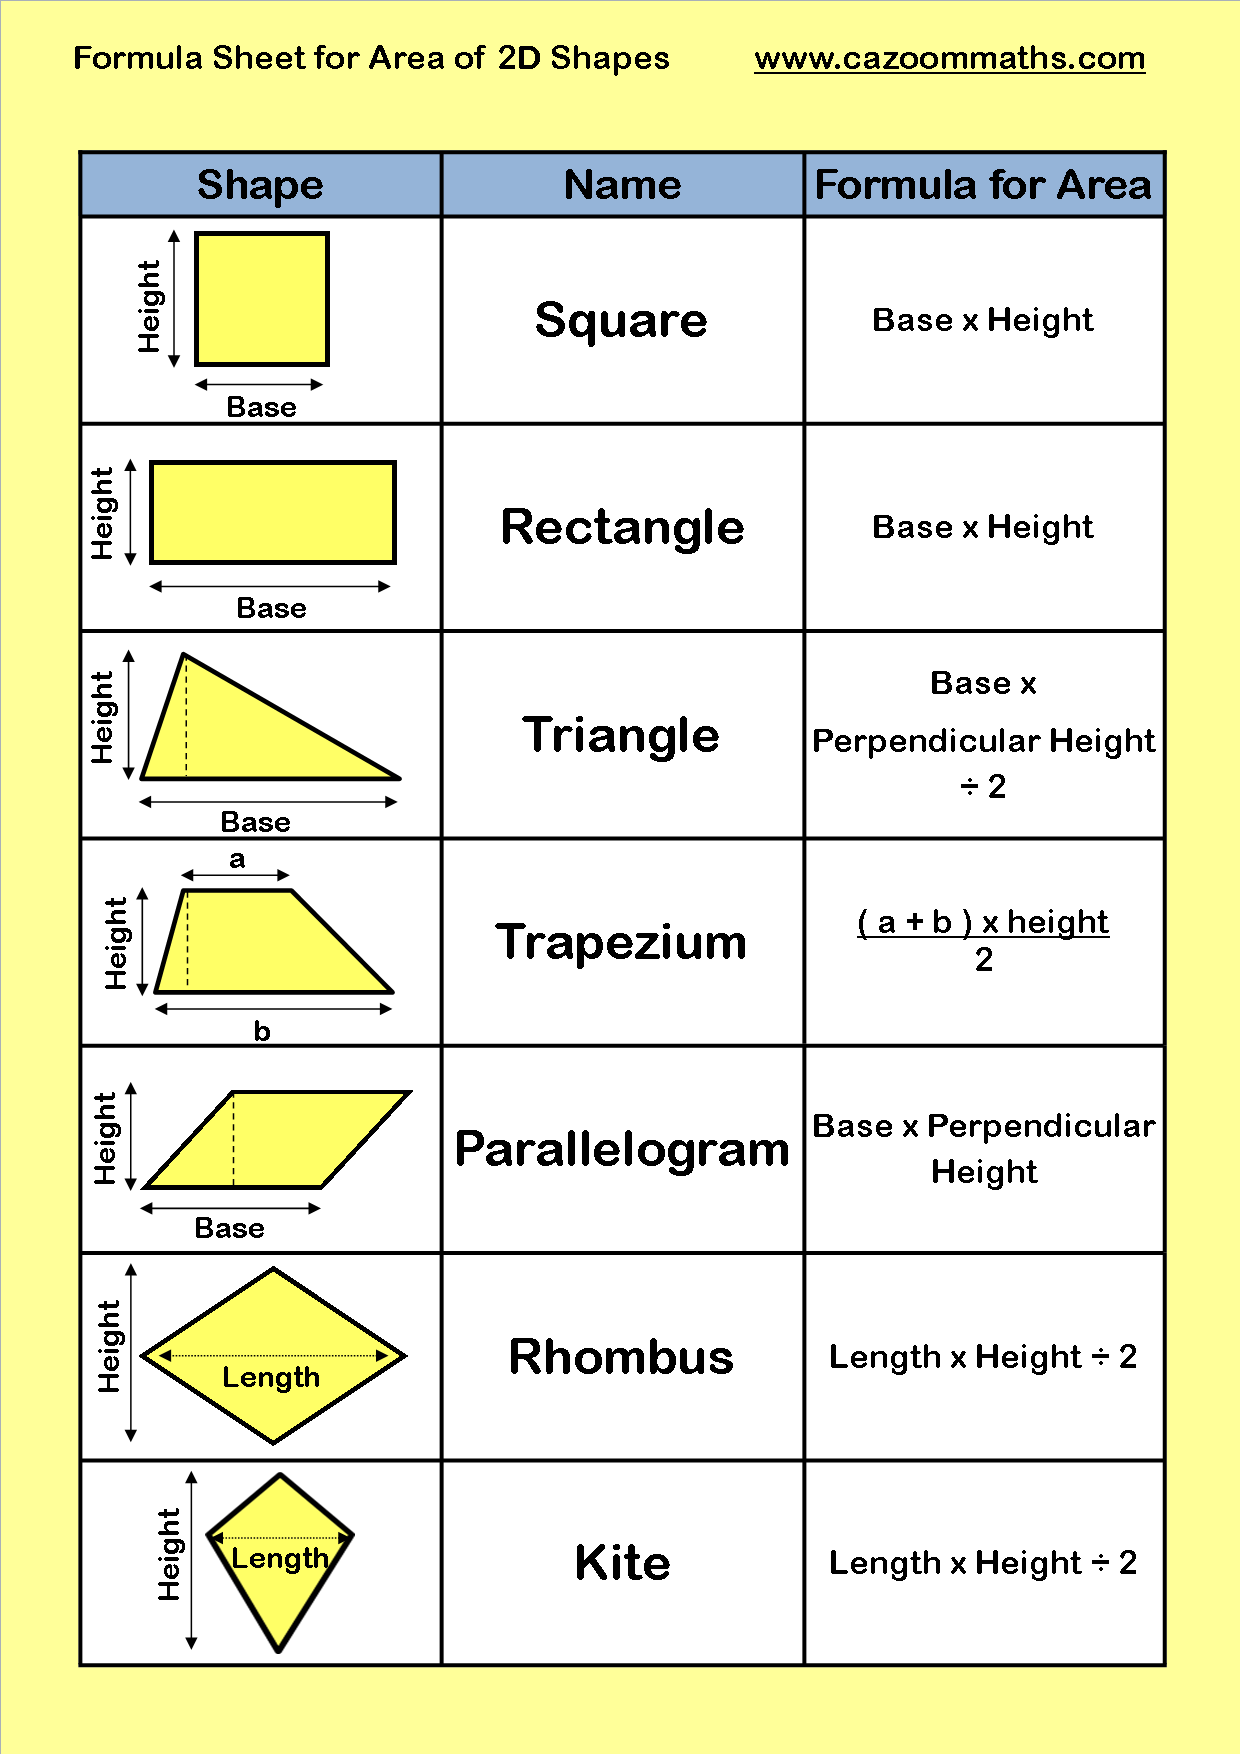 Formula Sheet for Area of 2D Shapes www.cazoommaths.com
Shape Name Formula for Area
Height
Base
Square
Base x Height
Height
Base
Rectangle
Base x Height
Height
Base
Triangle
Base x
Perpendicular Height
÷ 2
a
Height
b
Trapezium
( a + b ) x height
2
Height
Base
Parallelogram
Base x Perpendicular
Height
Height
Length
Rhombus
Length x Height ÷ 2
Height
Length
Kite
Length x Height ÷ 2